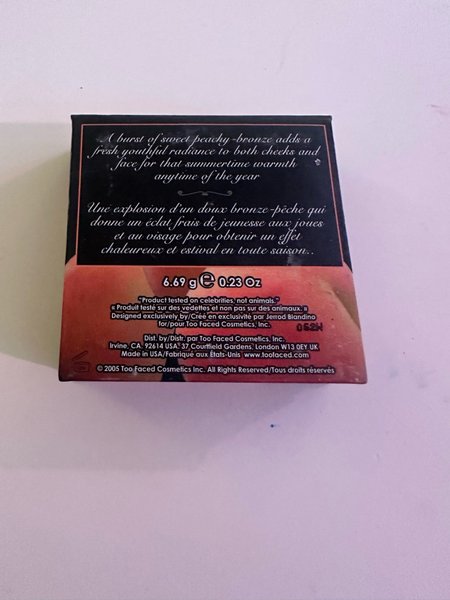 A burst of sweet peachy-bronze adds a
fresh youthful radiance to both cheeks and
face for that summertime warmth
anytime of the year
Une explosion d'un doux bronze-pêche qui
donne un éclat frais de jeunesse aux joues
et au visage pour obtenir un effet
chaleureux et estival en toute saison..
6.69 g e 0.23 Oz
"Product tested on celebrities, not animals."
« Produit testé sur des vedettes et non pas sur des animaux. »
Designed exclusively by/Créé en exclusivité par Jerrod Blandino
for/pour Too Faced Cosmetics, Inc.
Dist. by/Dist. par Too Faced Cosmetics, Inc.
Irvine, CA. 92614 USA. 37 Courtfield Gardens, London W13 0EY UK
Made in USA/Fabriqué aux États-Unis www.toofaced.com
© 2005 Too Faced Cosmetics Inc. All Rights Reserved/Tous droits réservés